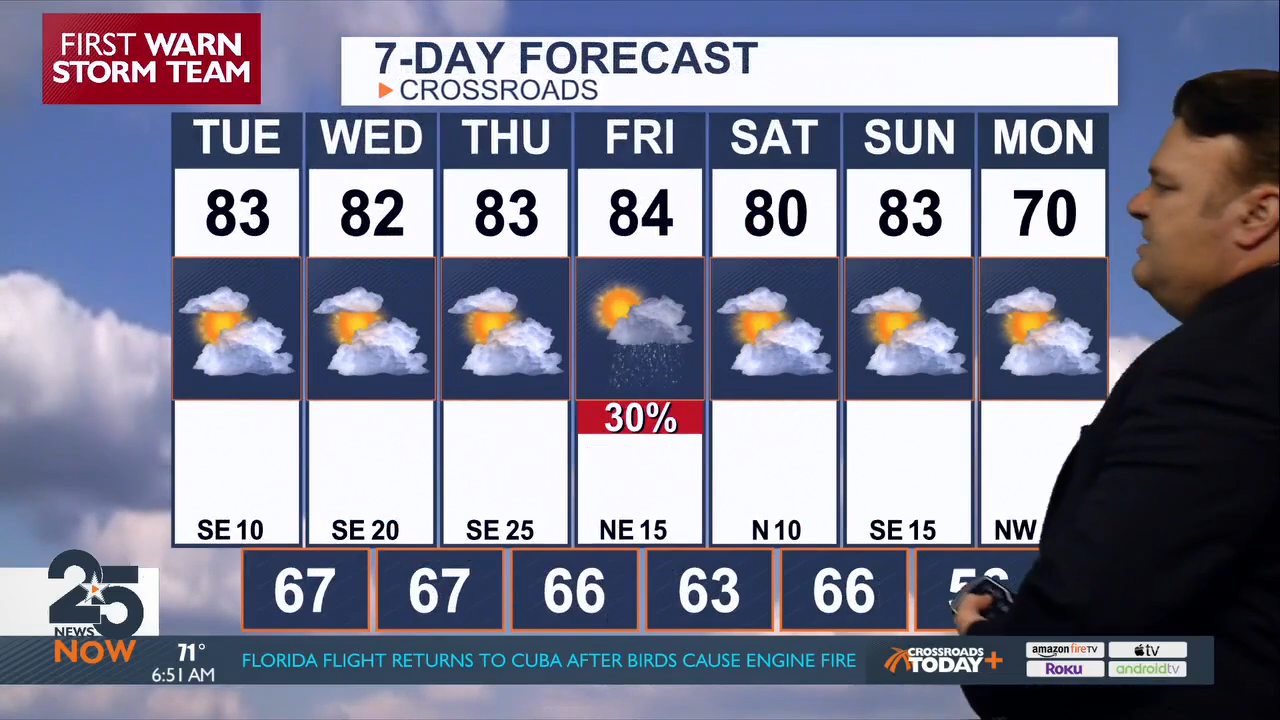 FIRST WARN
STORM TEAM
7-DAY FORECAST
CROSSROADS
TUE WED THU FRI SAT SUN MON
83 82 83 84 80 83 70
30%
SE 10 SE 20 SE 25 NE 15 N 10 SE 15 NW
67 67 66 63 66
25
NEWS
NOW
71°
6:51 AM
FLORIDA FLIGHT RETURNS TO CUBA AFTER BIRDS CAUSE ENGINE FIRE
CROSSROADS
TODAY+
amazon fireTV
tv
ROKU
androidtv